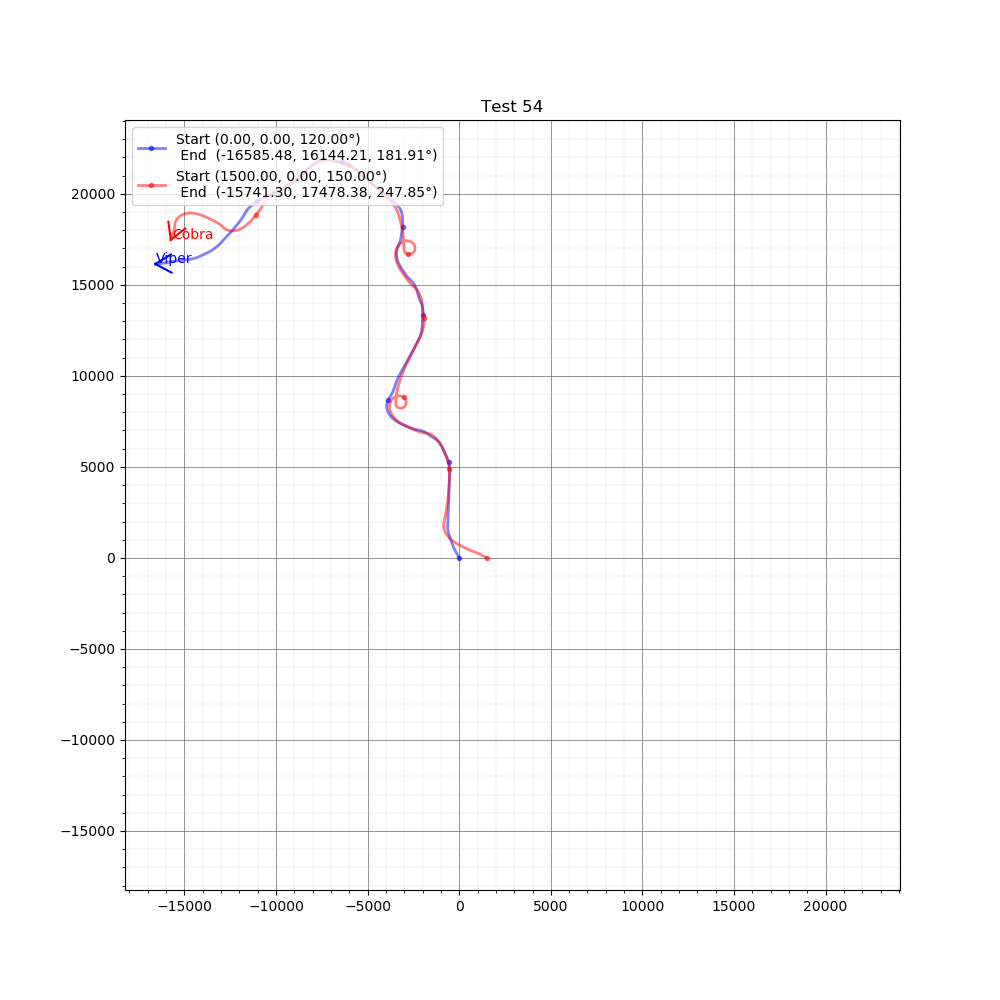 Test 54
Start (0.00, 0.00, 120.00°)
End (-16585.48, 16144.21, 181.91°)
Start (1500.00, 0.00, 150.00°)
End (-15741.30, 17478.38, 247.85°)
20000
Cobra
Viper
15000
10000
5000
0
−5000
−10000
−15000
−15000 −10000 −5000 0 5000 10000 15000 20000